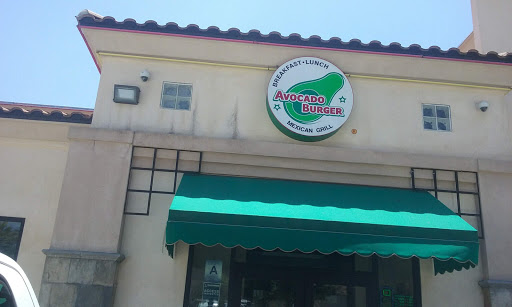 BREAKFAST • LUNCH
AVOCADO
BURGER
MEXICAN GRILL
A